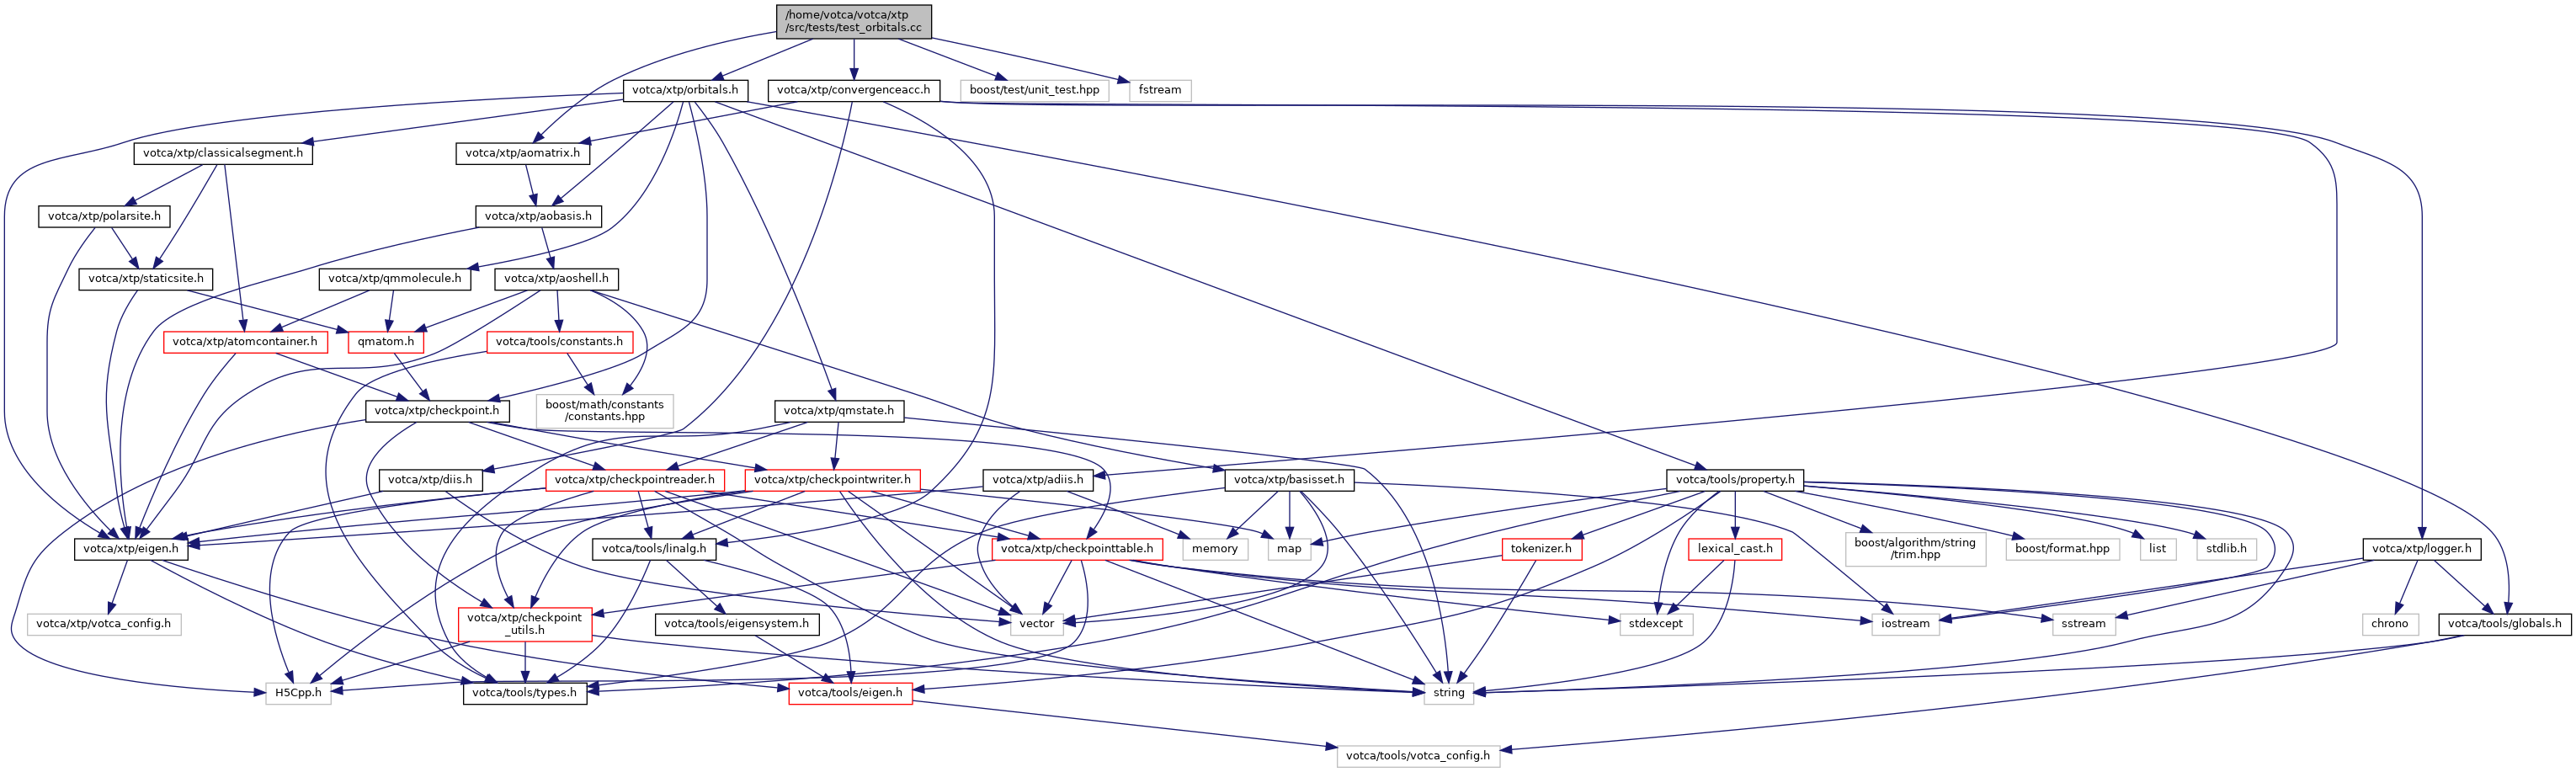 /home/votca/votca/xtp
/src/tests/test_orbitals.cc
votca/xtp/orbitals.h
votca/xtp/convergenceacc.h
boost/test/unit_test.hpp
fstream
votca/xtp/classicalsegment.h
votca/xtp/aomatrix.h
votca/xtp/polarsite.h
votca/xtp/aobasis.h
votca/xtp/staticsite.h
votca/xtp/qmmolecule.h
votca/xtp/aoshell.h
votca/xtp/atomcontainer.h
qmatom.h
votca/tools/constants.h
votca/xtp/checkpoint.h
boost/math/constants
/constants.hpp
votca/xtp/qmstate.h
votca/xtp/diis.h
votca/xtp/checkpointreader.h
votca/xtp/checkpointwriter.h
votca/xtp/adiis.h
votca/xtp/basisset.h
votca/tools/property.h
votca/xtp/eigen.h
votca/tools/linalg.h
votca/xtp/checkpointtable.h
memory
map
tokenizer.h
lexical_cast.h
boost/algorithm/string
/trim.hpp
boost/format.hpp
list
stdlib.h
votca/xtp/logger.h
votca/xtp/votca_config.h
votca/xtp/checkpoint
_utils.h
votca/tools/eigensystem.h
vector
stdexcept
iostream
sstream
chrono
votca/tools/globals.h
H5Cpp.h
votca/tools/types.h
votca/tools/eigen.h
string
votca/tools/votca_config.h